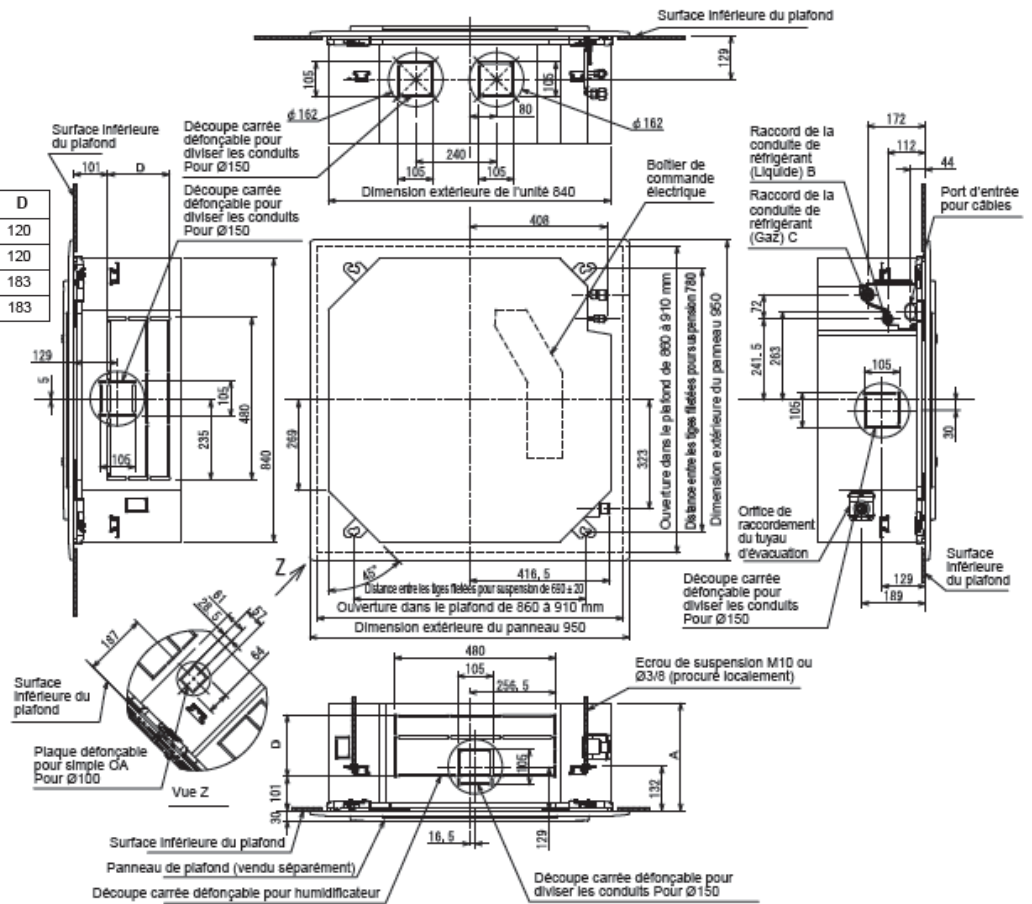 Surface inférieure du plafond
105
105
129
ϕ 162
80
ϕ 162
240
105
105
Dimension extérieure de l'unité 840
Surface inférieure
du plafond
101
D
Découpe carrée
défonçable pour
diviser les conduits
Pour Ø150
Découpe carrée
défonçable pour
diviser les conduits
Pour Ø150
D
120
120
183
183
129
5
105
105
235
480
840
Boîtier de
commande
électrique
408
269
323
Ouverture dans le plafond de 860 à 910 mm
Distance entre les tiges filetées pour suspension 780
Dimension extérieure du panneau 950
45°
416,5
Distance entre les tiges filetées pour suspension de 690 ± 20
Ouverture dans le plafond de 860 à 910 mm
Dimension extérieure du panneau 950
172
112
44
Raccord de la
conduite de
réfrigérant
(Liquide) B
Raccord de la
conduite de
réfrigérant
(Gaz) C
Port d'entrée
pour câbles
72
241.5
263
105
105
30
Orifice de
raccordement
du tuyau
d'évacuation
Découpe carrée
défonçable pour
diviser les conduits
Pour Ø150
129
189
Surface
inférieure
du plafond
Z
187
61
28.5
57
64
Surface
inférieure du
plafond
Plaque défonçable
pour simple OA
Pour Ø100
Vue Z
480
105
256,5
Ecrou de suspension M10 ou
Ø3/8 (procuré localement)
D
101
30
105
A
132
16,5
129
Surface inférieure du plafond
Panneau de plafond (vendu séparément)
Découpe carrée défonçable pour humidificateur
Découpe carrée défonçable pour
diviser les conduits Pour Ø150